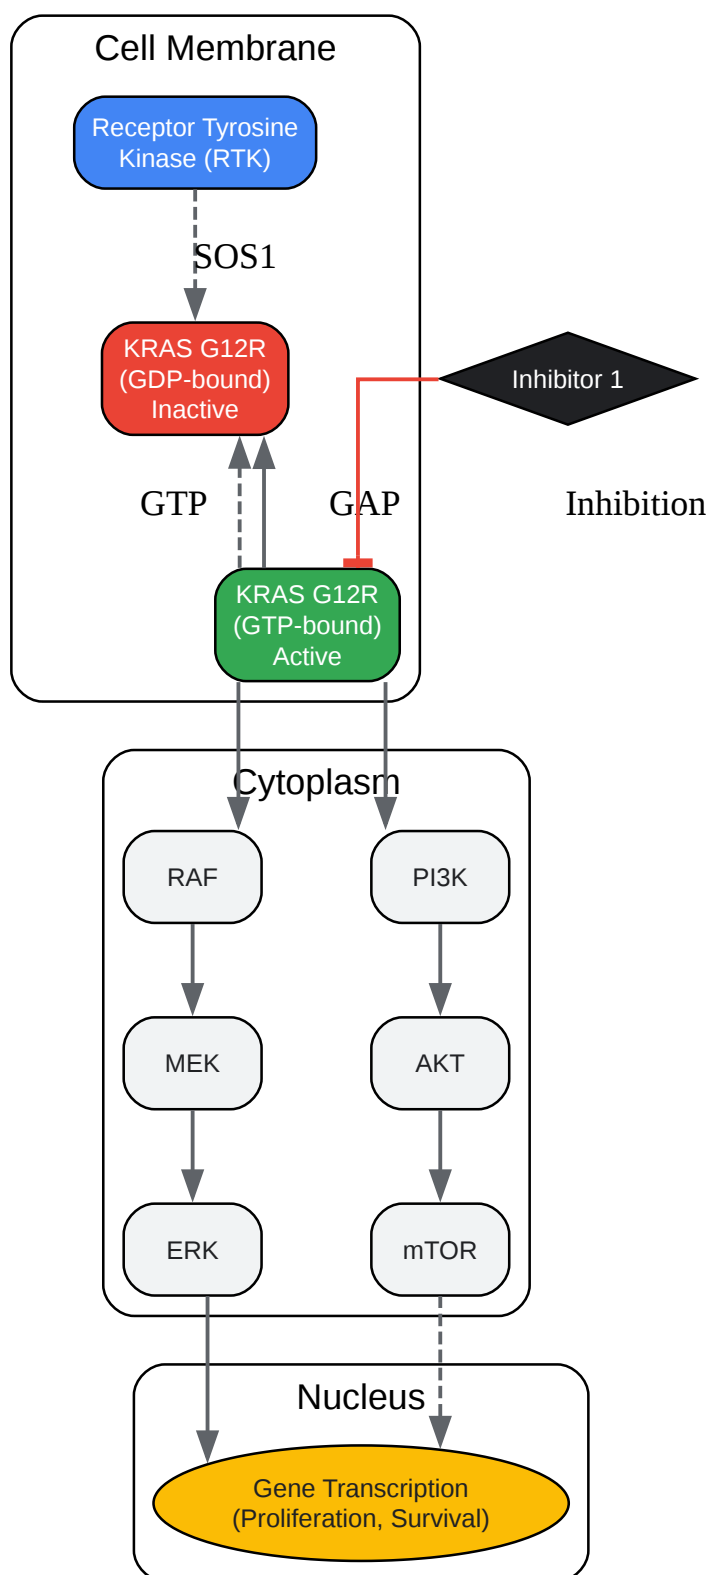 Cell Membrane
Receptor Tyrosine
Kinase (RTK)
SOS1
KRAS G12R
(GDP-bound)
Inactive
Inhibitor 1
GTP
GAP
Inhibition
KRAS G12R
(GTP-bound)
Active
Cytoplasm
RAF
PI3K
MEK
AKT
ERK
mTOR
Nucleus
Gene Transcription
(Proliferation, Survival)